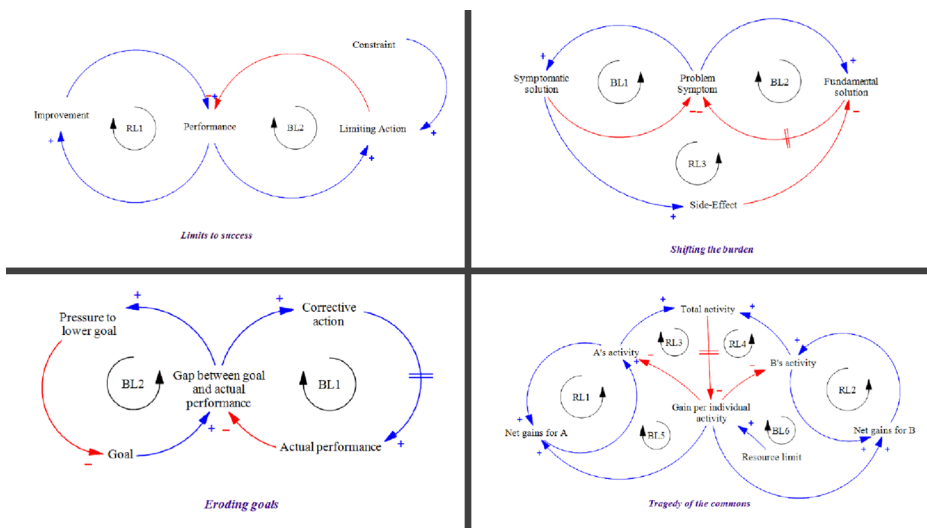 Constraint
Improvement
RL1
Performance
BL2
Limiting Action
- +
+
+
+
Limits to success
+
+
Symptomatic
solution
BL1
Problem
Symptom
BL2
Fundamental
solution
- -
-
RL3
Side-Effect
+
Shifting the burden
+
+
Pressure to
lower goal
Corrective
action
BL2
Gap between goal
and actual
performance
BL1
+
-
+
Actual performance
-
Goal
Eroding goals
+
Total activity
+
RL3
RL4
A's activity
-
+
-
B's activity
+
RL1
-
Gain per individual
activity
RL2
+
Net gains for A
+
BL5
+
BL6
Resource limit
+
Net gains for B
+
Tragedy of the commons